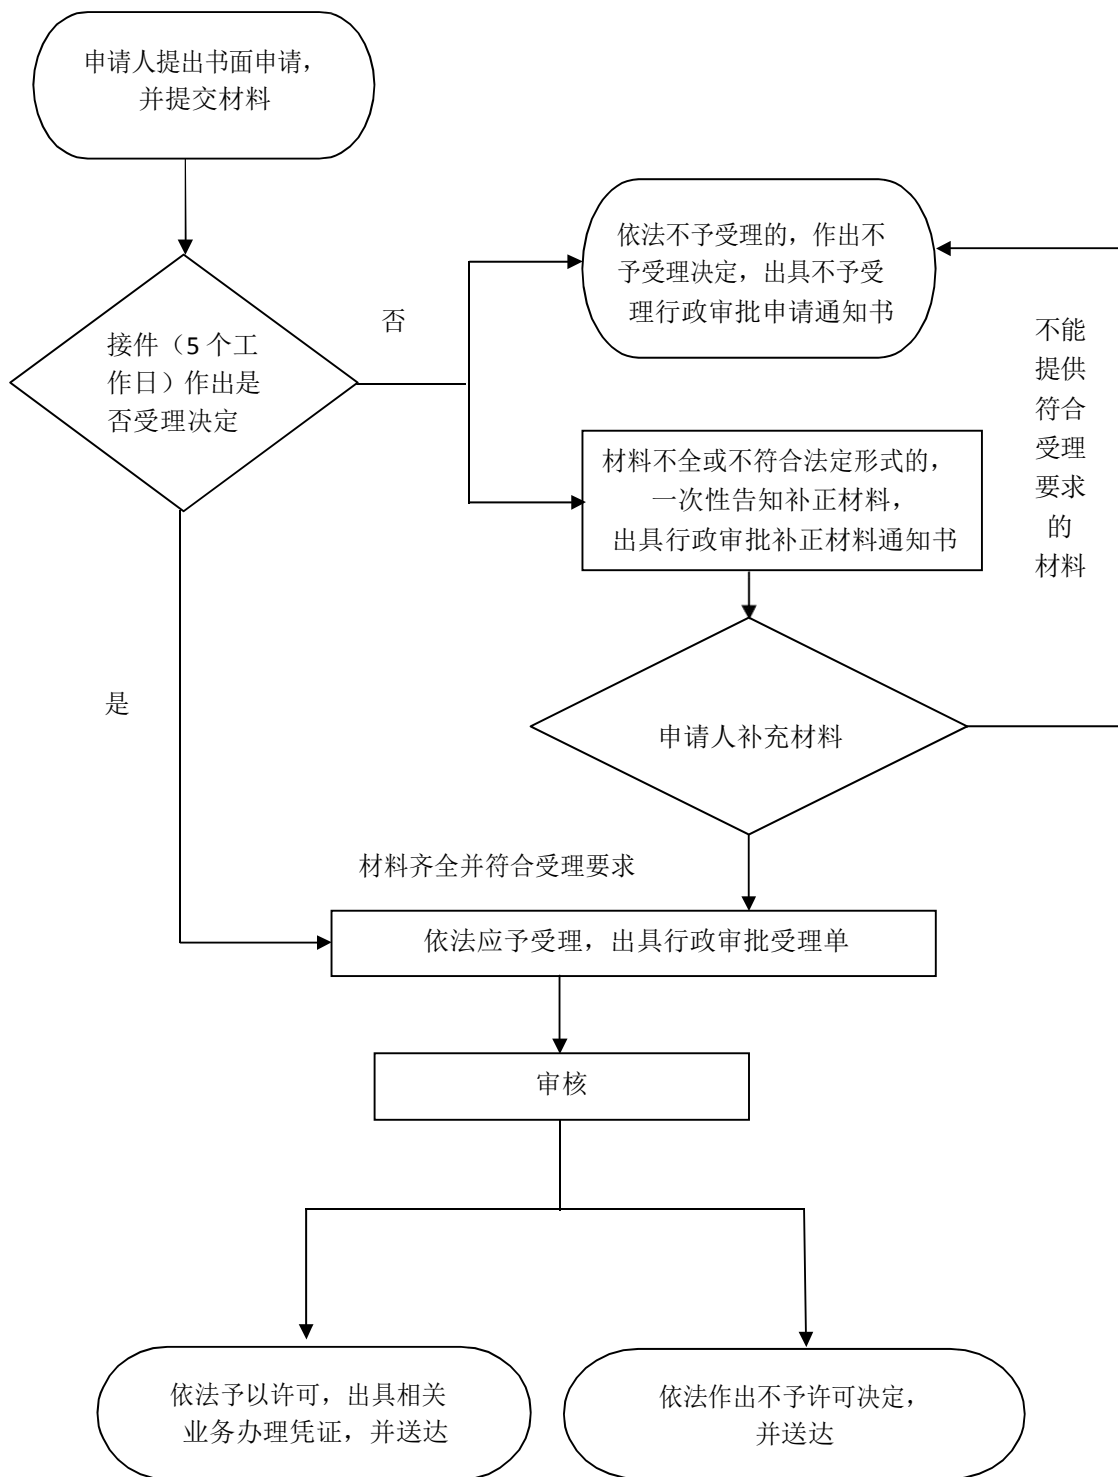 申请人提出书面申请，
并提交材料
依法不予受理的，作出不
予受理决定，出具不予受
理行政审批申请通知书
否
接件（5 个工
作日）作出是
否受理决定
不能
提供
符合
受理
要求
的
材料
材料不全或不符合法定形式的，
一次性告知补正材料，
出具行政审批补正材料通知书
是
申请人补充材料
材料齐全并符合受理要求
依法应予受理，出具行政审批受理单
审核
依法予以许可，出具相关
业务办理凭证，并送达
依法作出不予许可决定，
并送达